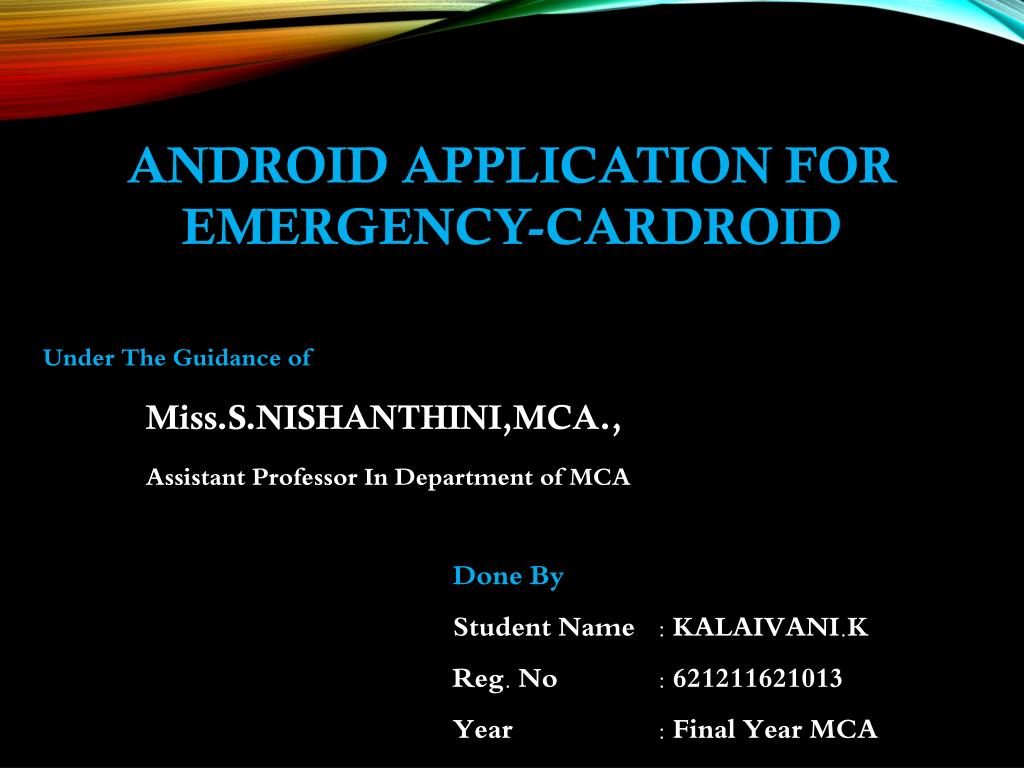 ANDROID APPLICATION FOR
EMERGENCY-CARDROID
Under The Guidance of
Miss.S.NISHANTHINI,MCA.,
Assistant Professor In Department of MCA
Done By
Student Name : KALAIVANI.K
Reg. No : 621211621013
Year : Final Year MCA